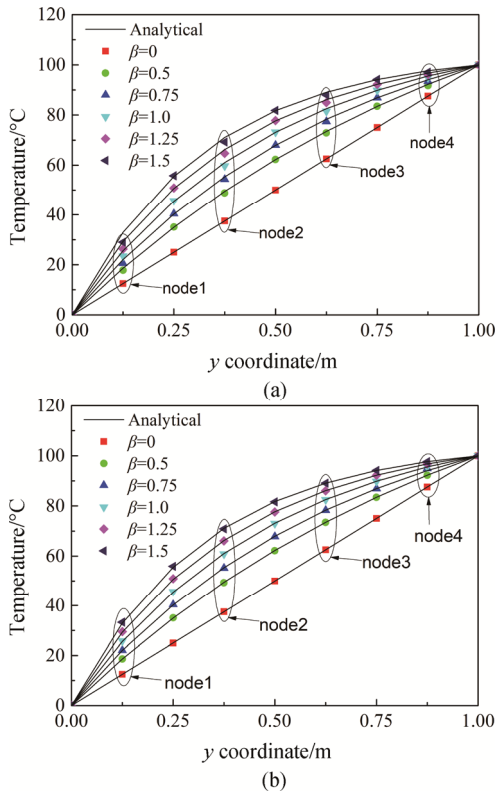 120
100
80
60
40
20
0
Temperature/°C
Analytical
β=0
β=0.5
β=0.75
β=1.0
β=1.25
β=1.5
node1
node2
node3
node4
0.00 0.25 0.50 0.75 1.00
y coordinate/m
(a)
120
100
80
60
40
20
0
Temperature/°C
Analytical
β=0
β=0.5
β=0.75
β=1.0
β=1.25
β=1.5
node1
node2
node3
node4
0.00 0.25 0.50 0.75 1.00
y coordinate/m
(b)